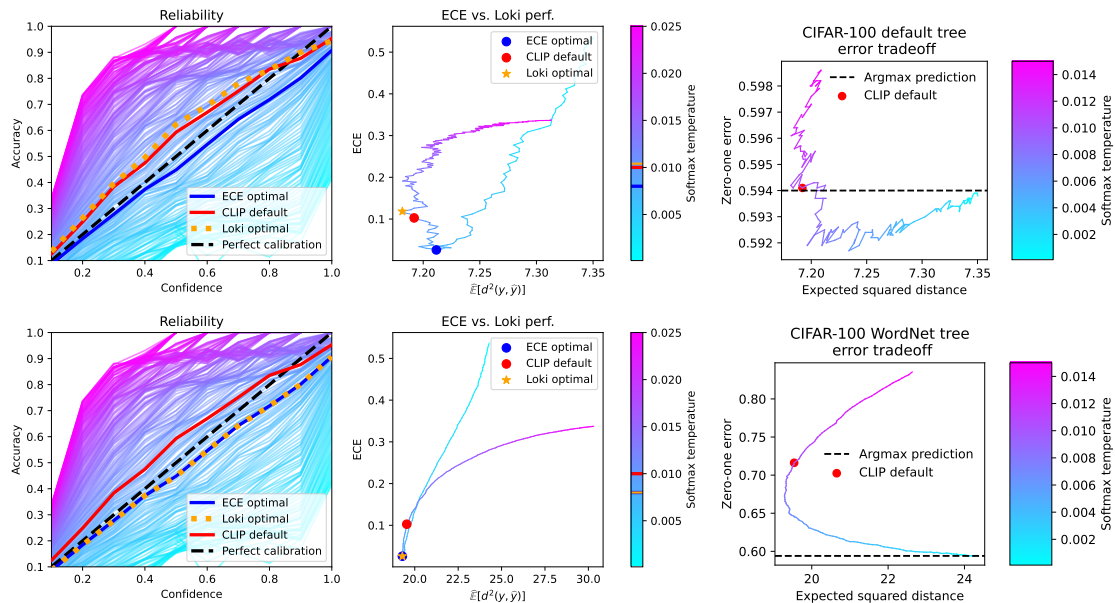 Reliability
1.0
0.9
0.8
0.7
0.6
0.5
0.4
0.3
0.2
0.1
Accuracy
0.2
0.4
0.6
0.8
1.0
Confidence
ECE optimal
CLIP default
Loki optimal
Perfect calibration
ECE vs. Loki perf.
0.5
0.4
0.3
0.2
0.1
ECE
7.20
7.25
7.30
7.35
𝔼̂[d²(y, ŷ)]
ECE optimal
CLIP default
Loki optimal
0.025
0.020
0.015
0.010
0.005
Softmax temperature
CIFAR-100 default tree
error tradeoff
0.598
0.596
0.595
0.594
0.593
0.592
Zero-one error
7.20
7.25
7.30
7.35
Expected squared distance
Argmax prediction
CLIP default
0.014
0.012
0.010
0.008
0.006
0.004
0.002
Softmax temperature
Reliability
1.0
0.9
0.8
0.7
0.6
0.5
0.4
0.3
0.2
0.1
Accuracy
0.2
0.4
0.6
0.8
1.0
Confidence
ECE optimal
Loki optimal
CLIP default
Perfect calibration
ECE vs. Loki perf.
0.5
0.4
0.3
0.2
0.1
ECE
20.0
22.5
25.0
27.5
30.0
𝔼̂[d²(y, ŷ)]
ECE optimal
CLIP default
Loki optimal
0.025
0.020
0.015
0.010
0.005
Softmax temperature
CIFAR-100 WordNet tree
error tradeoff
0.80
0.75
0.70
0.65
0.60
Zero-one error
20
22
24
Expected squared distance
Argmax prediction
CLIP default
0.014
0.012
0.010
0.008
0.006
0.004
0.002
Softmax temperature